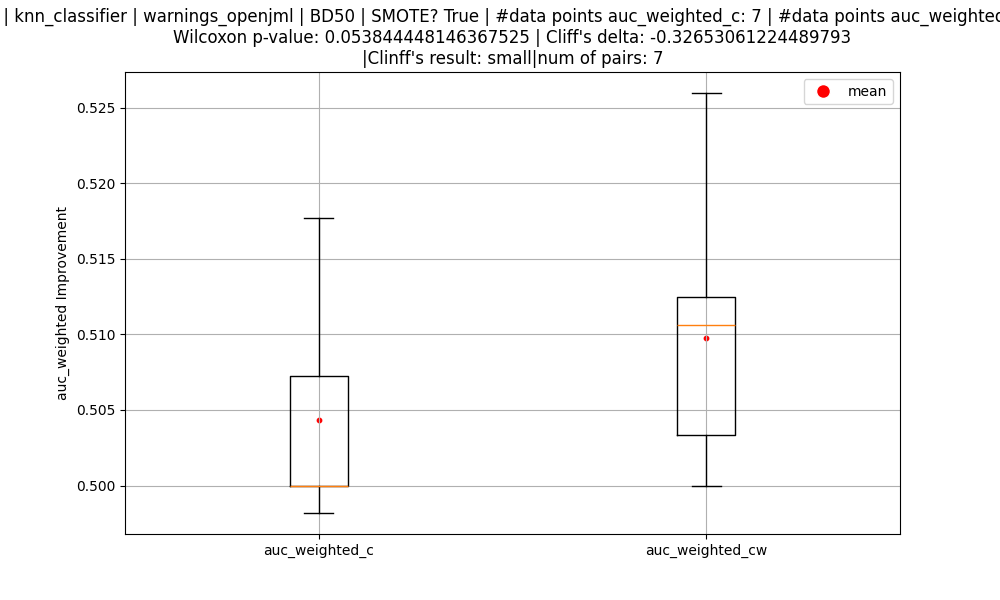 | knn_classifier | warnings_openjml | BD50 | SMOTE? True | #data points auc_weighted_c: 7 | #data points auc_weighted
Wilcoxon p-value: 0.053844448146367525 | Cliff's delta: -0.32653061224489793
|Clinff's result: small|num of pairs: 7
mean
0.525
0.520
0.515
0.510
0.505
0.500
auc_weighted Improvement
auc_weighted_c
auc_weighted_cw